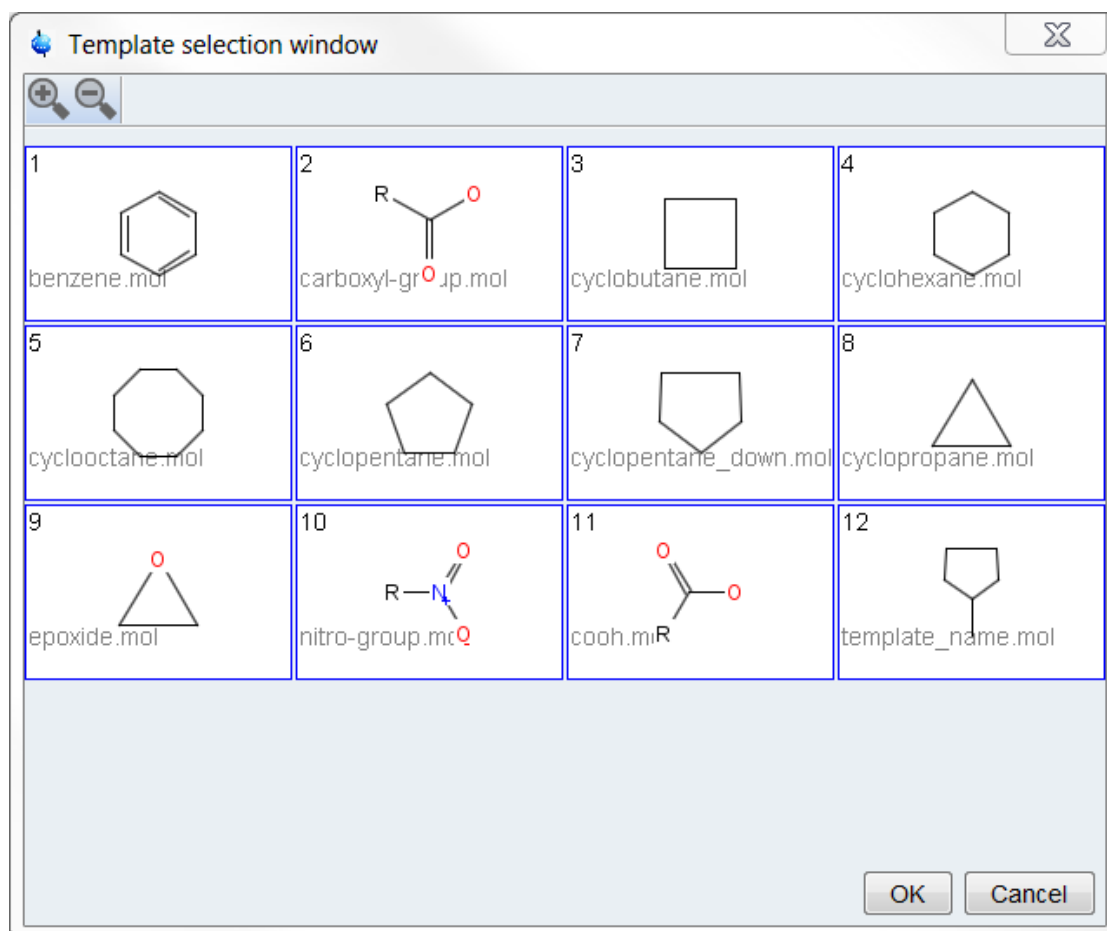 Template selection window
1 2 3 4
R O
O
benzene.mol carboxyl-group.mol cyclobutane.mol cyclohexane.mol
5 6 7 8
cyclooctane.mol cyclopentane.mol cyclopentane_down.mol cyclopropane.mol
9 10 11 12
O O O
R N + O
O R
epoxide.mol nitro-group.mol cooh.mol template_name.mol
OK Cancel